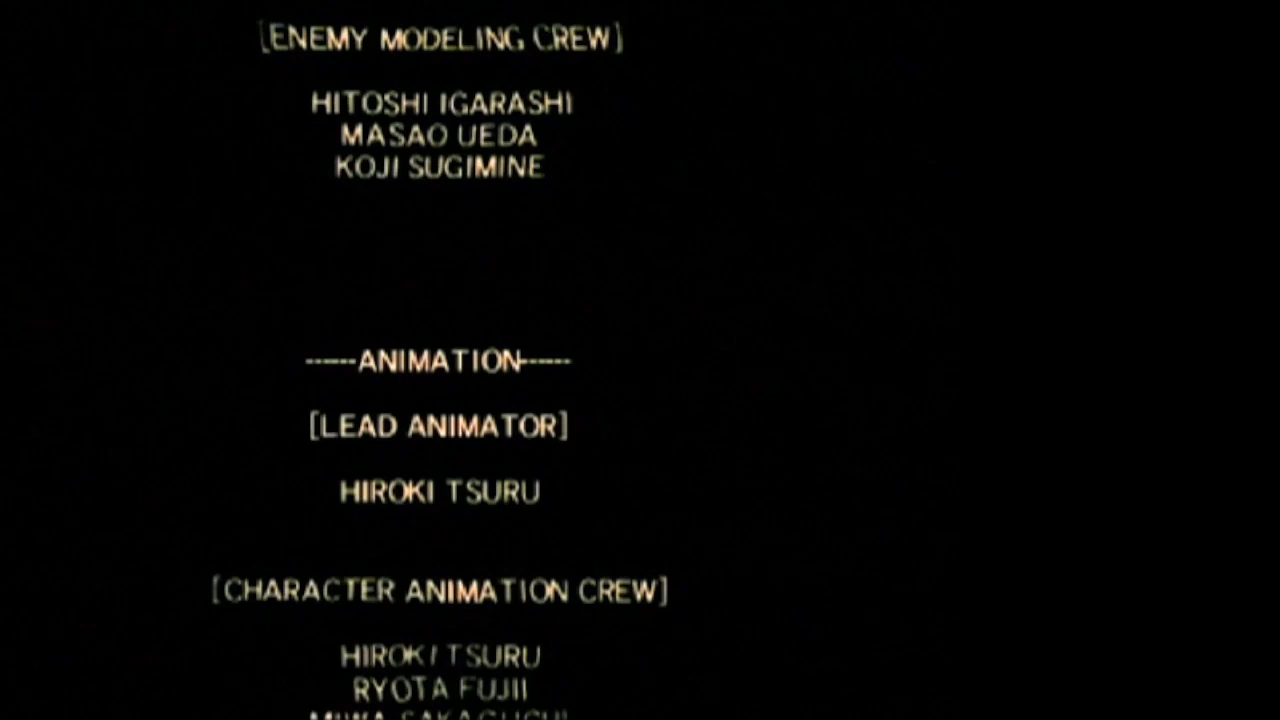 [ENEMY MODELING CREW]
HITOSHI IGARASHI
MASAO UEDA
KOJI SUGIMINE
------ANIMATION------
[LEAD ANIMATOR]
HIROKI TSURU
[CHARACTER ANIMATION CREW]
HIROKI TSURU
RYOTA FUJII